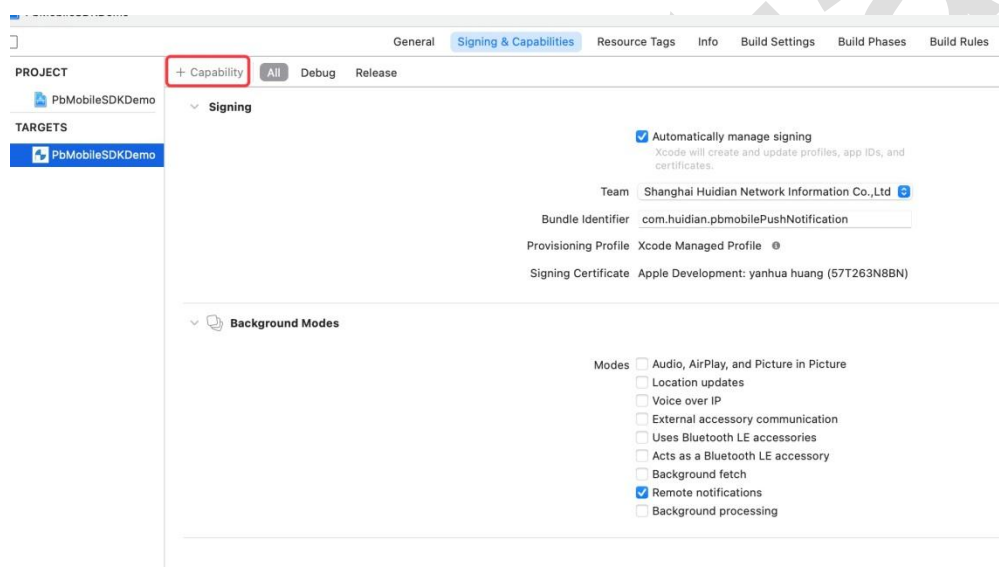 General Signing & Capabilities Resource Tags Info Build Settings Build Phases Build Rules
PROJECT
+ Capability All Debug Release
PbMobileSDKDemo
TARGETS
PbMobileSDKDemo
Signing
Automatically manage signing
Xcode will create and update profiles, app IDs, and
certificates.
Team Shanghai Huidian Network Information Co.,Ltd
Bundle Identifier com.huidian.pbmobilePushNotification
Provisioning Profile Xcode Managed Profile
Signing Certificate Apple Development: yanhua huang (57T263N8BN)
Background Modes
Modes Audio, AirPlay, and Picture in Picture
Location updates
Voice over IP
External accessory communication
Uses Bluetooth LE accessories
Acts as a Bluetooth LE accessory
Background fetch
Remote notifications
Background processing